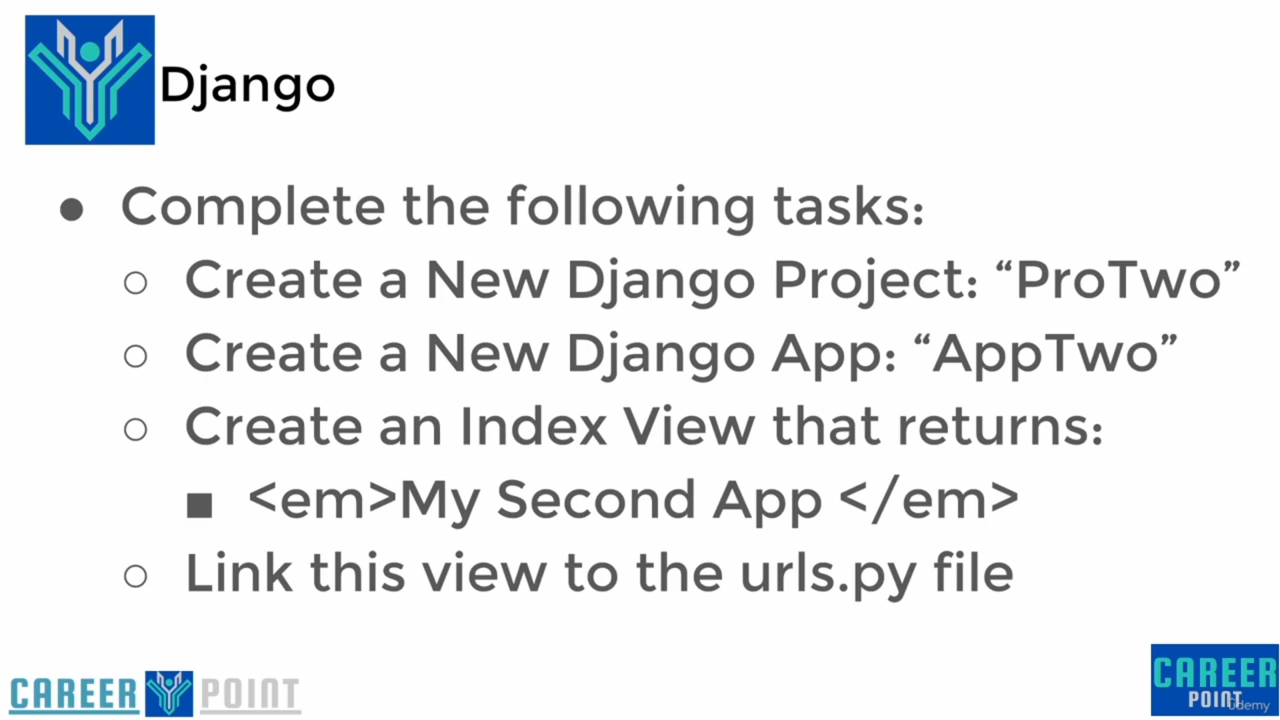 Django
● Complete the following tasks:
○ Create a New Django Project: “ProTwo”
○ Create a New Django App: “AppTwo”
○ Create an Index View that returns:
■ <em>My Second App </em>
○ Link this view to the urls.py file
CAREER POINT
CAREER
POINT
udemy